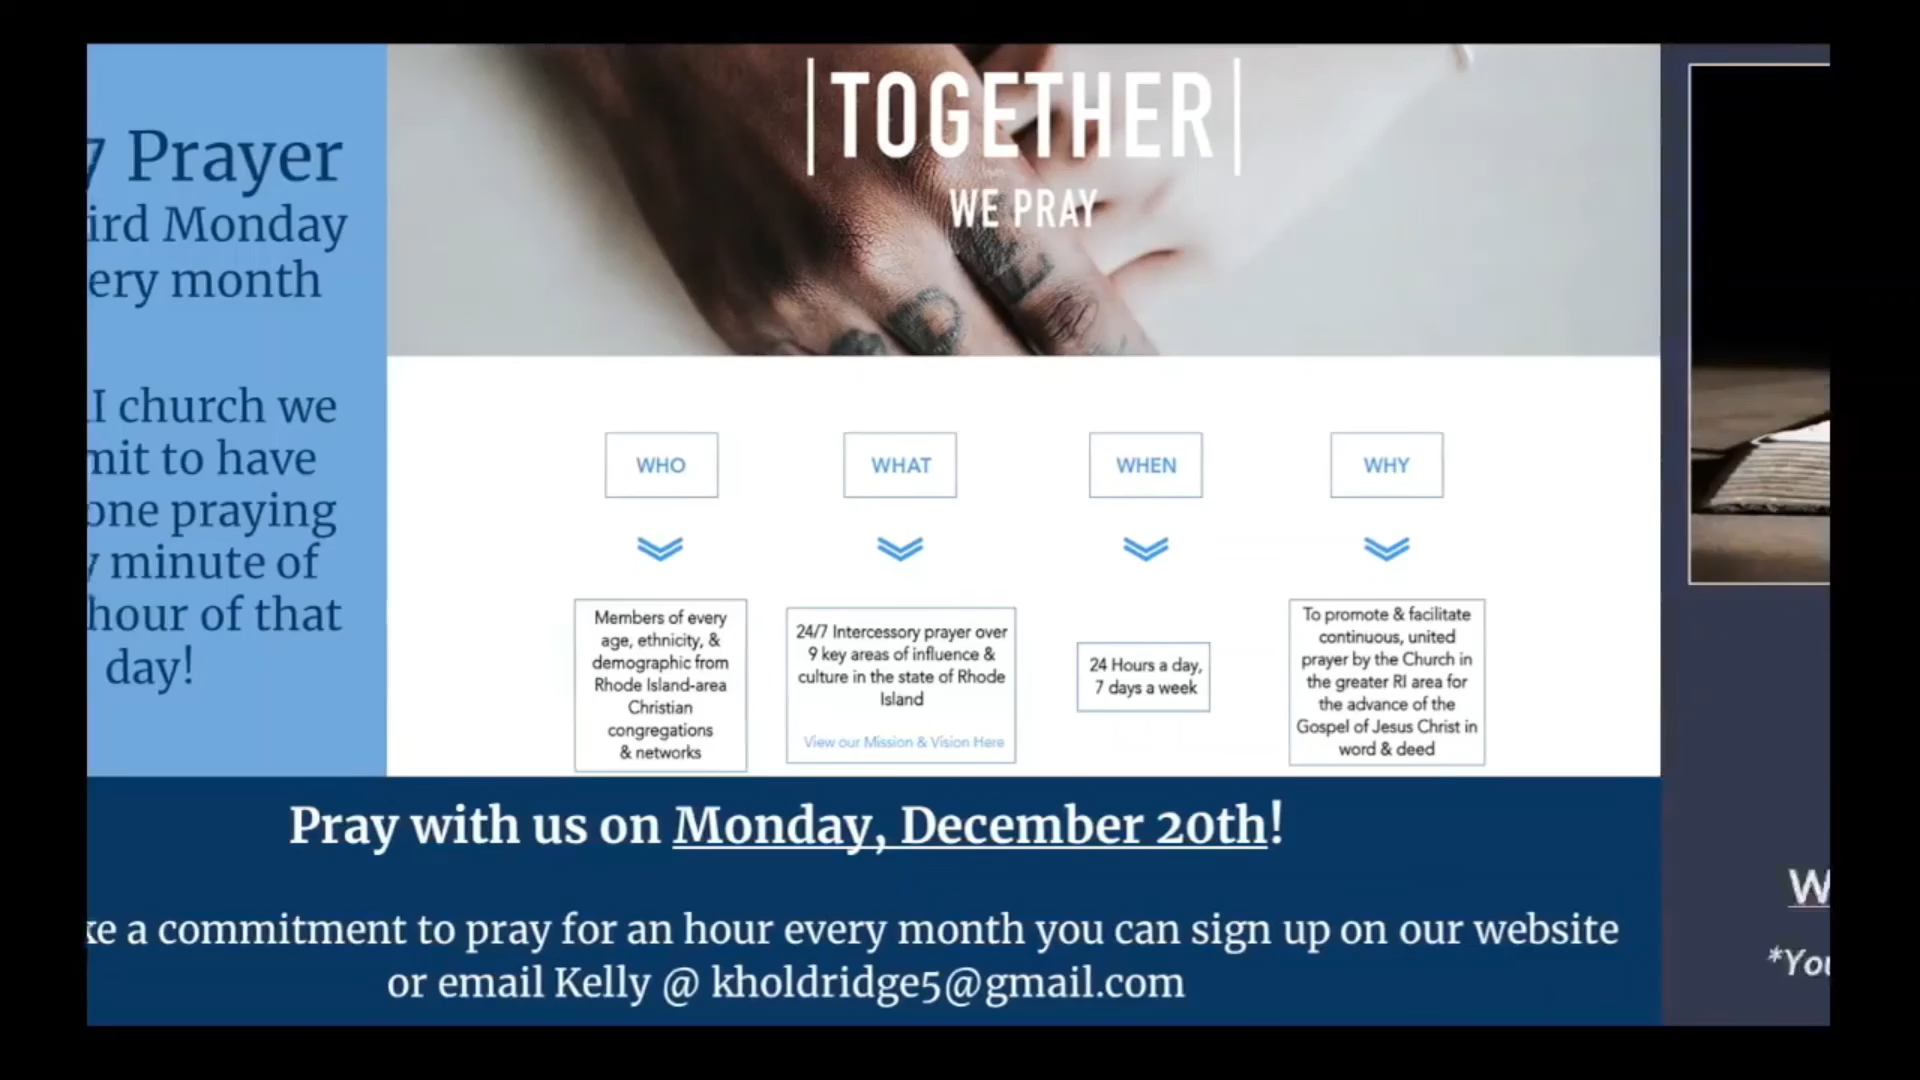 7 Prayer
ird Monday
ery month
I church we
mit to have
one praying
y minute of
hour of that
day!
TOGETHER
WE PRAY
WHO
Members of every
age, ethnicity, &
demographic from
Rhode Island-area
Christian
congregations
& networks
WHAT
24/7 Intercessory prayer over
9 key areas of influence &
culture in the state of Rhode
Island
View our Mission & Vision Here
WHEN
24 Hours a day,
7 days a week
WHY
To promote & facilitate
continuous, united
prayer by the Church in
the greater RI area for
the advance of the
Gospel of Jesus Christ in
word & deed
Pray with us on Monday, December 20th!
ke a commitment to pray for an hour every month you can sign up on our website
or email Kelly @ kholdridge5@gmail.com
W
*You